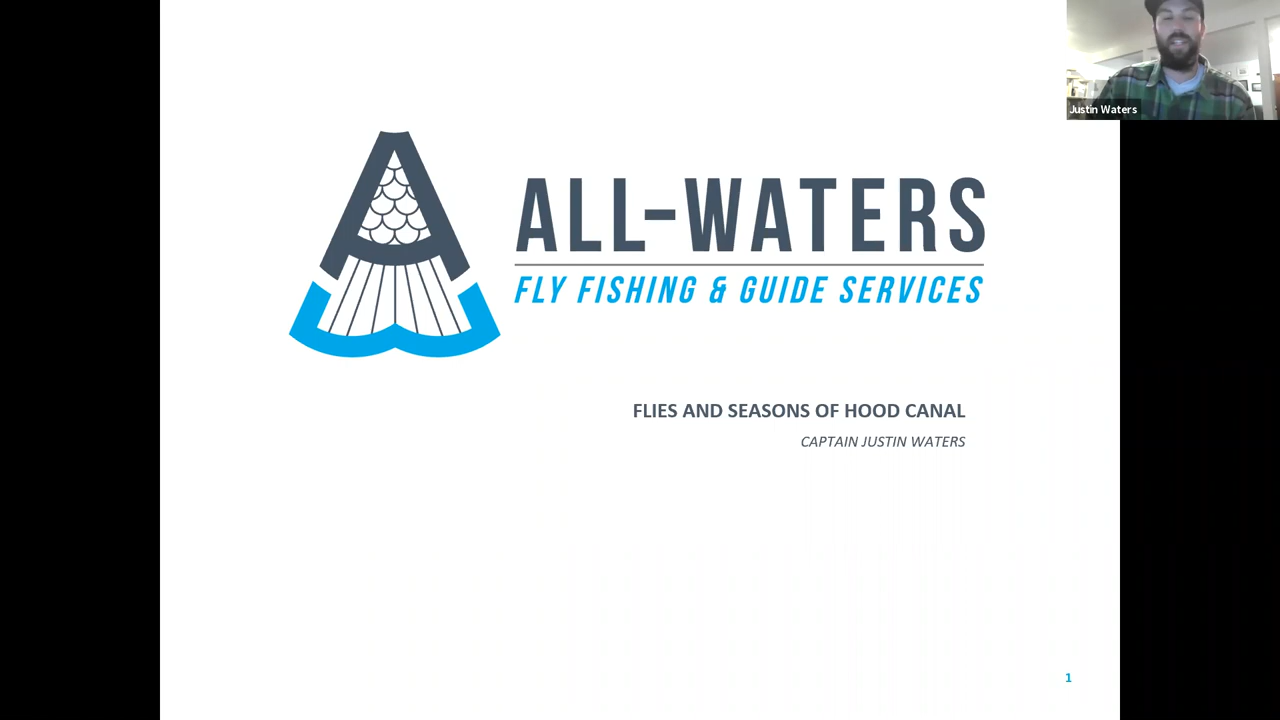 Justin Waters
ALL-WATERS
FLY FISHING & GUIDE SERVICES
FLIES AND SEASONS OF HOOD CANAL
CAPTAIN JUSTIN WATERS
1